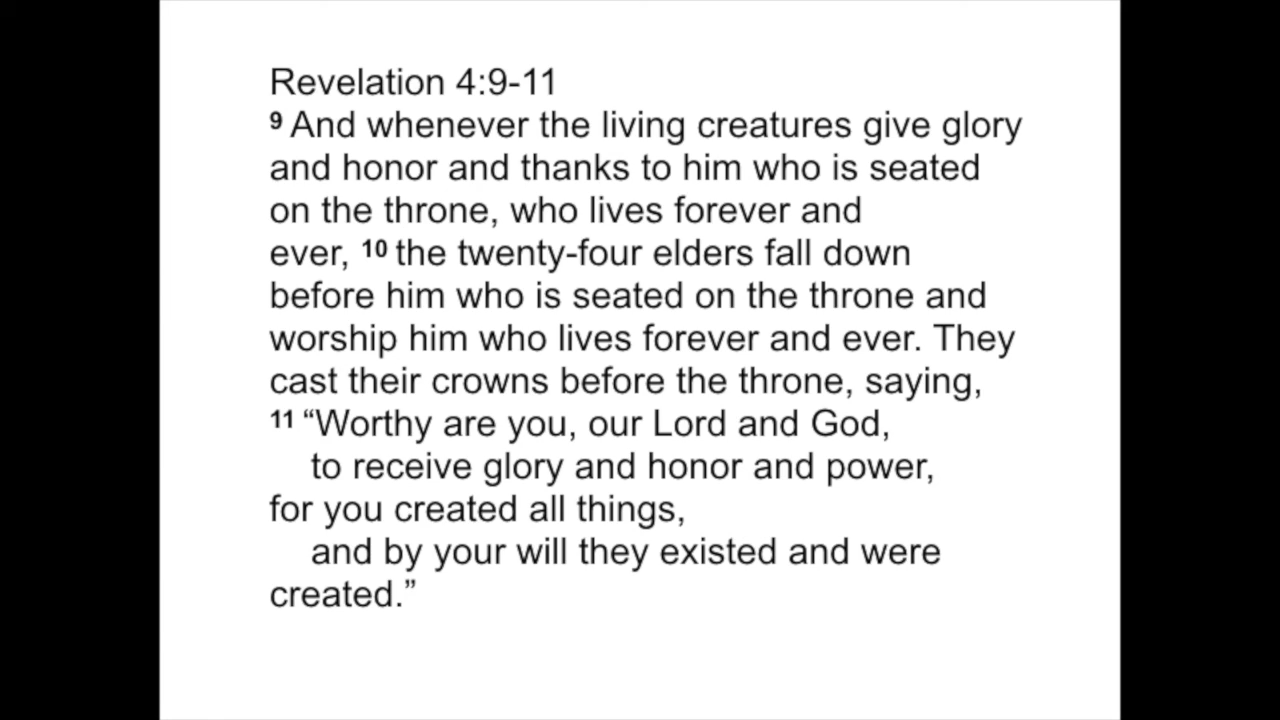 Revelation 4:9-11
9 And whenever the living creatures give glory
and honor and thanks to him who is seated
on the throne, who lives forever and
ever, 10 the twenty-four elders fall down
before him who is seated on the throne and
worship him who lives forever and ever. They
cast their crowns before the throne, saying,
11 “Worthy are you, our Lord and God,
to receive glory and honor and power,
for you created all things,
and by your will they existed and were
created.”